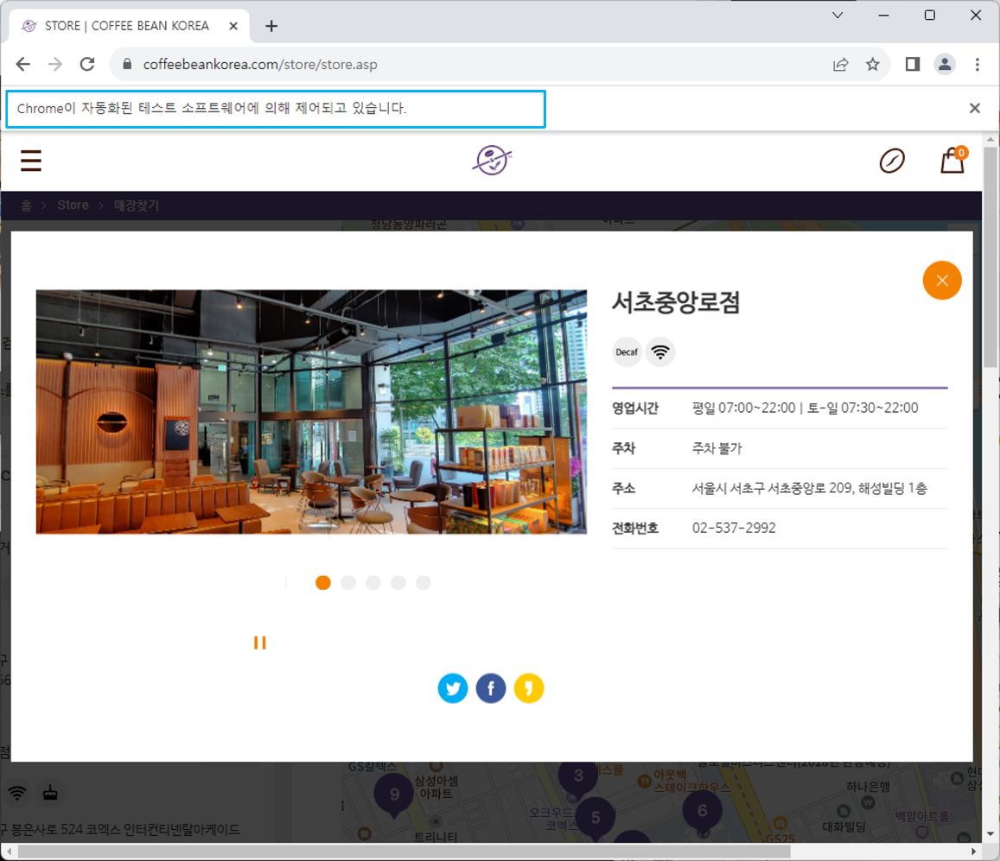 STORE | COFFEE BEAN KOREA
coffeebeankorea.com/store/store.asp
Chrome이 자동화된 테스트 소프트웨어에 의해 제어되고 있습니다.
0
홈 > Store > 매장찾기
정남동양파라곤
서초중앙로점
Decaf
영업시간 평일 07:00~22:00 | 토-일 07:30~22:00
주차 주차 불가
주소 서울시 서초구 서초중앙로 209, 해성빌딩 1층
전화번호 02-537-2992
GS칼텍스
삼성아셈
아파트
9
3
아웃백
스테이크하우스
하나은행
오크우드
코엑스
5
6
대화빌딩
백암아트홀
GS25
트리니티
구 봉은사로 524 코엑스 인터컨티넨탈아케이드